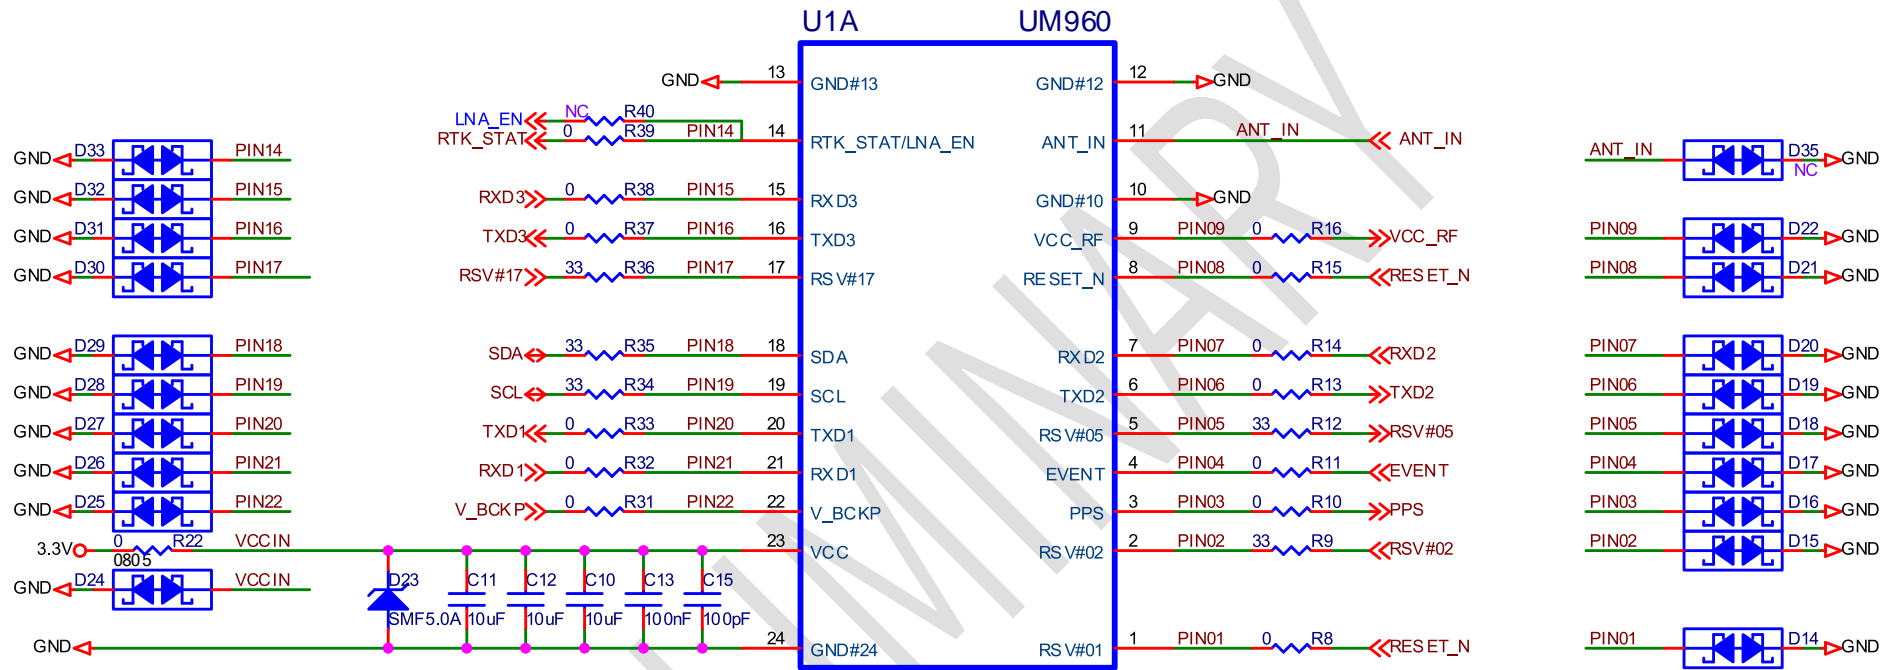 U1A UM960
GND 13 GND#13 GND#12 12 GND
LNA_EN NC R40
RTK_STAT 0 R39 PIN14 14 RTK_STAT/LNA_EN ANT_IN 11 ANT_IN ANT_IN
GND D33 PIN14 ANT_IN D35 GND
NC
GND D32 PIN15 RXD3 0 R38 PIN15 15 RXD3 GND#10 10 GND
GND D31 PIN16 TXD3 0 R37 PIN16 16 TXD3 VCC_RF 9 PIN09 0 R16 VCC_RF PIN09 D22 GND
GND D30 PIN17 RSV#17 33 R36 PIN17 17 RSV#17 RESET_N 8 PIN08 0 R15 RESET_N PIN08 D21 GND
GND D29 PIN18 SDA 33 R35 PIN18 18 SDA RXD2 7 PIN07 0 R14 RXD2 PIN07 D20 GND
GND D28 PIN19 SCL 33 R34 PIN19 19 SCL TXD2 6 PIN06 0 R13 TXD2 PIN06 D19 GND
GND D27 PIN20 TXD1 0 R33 PIN20 20 TXD1 RSV#05 5 PIN05 33 R12 RSV#05 PIN05 D18 GND
GND D26 PIN21 RXD1 0 R32 PIN21 21 RXD1 EVENT 4 PIN04 0 R11 EVENT PIN04 D17 GND
GND D25 PIN22 V_BCKP 0 R31 PIN22 22 V_BCKP PPS 3 PIN03 0 R10 PPS PIN03 D16 GND
3.3V 0 R22 VCCIN 23 VCC RSV#02 2 PIN02 33 R9 RSV#02 PIN02 D15 GND
0805
GND D24 VCCIN D23 C11 C12 C10 C13 C15
SMF5.0A 10uF 10uF 10uF 100nF 100pF
GND 24 GND#24 RSV#01 1 PIN01 0 R8 RESET_N PIN01 D14 GND
IMINARY